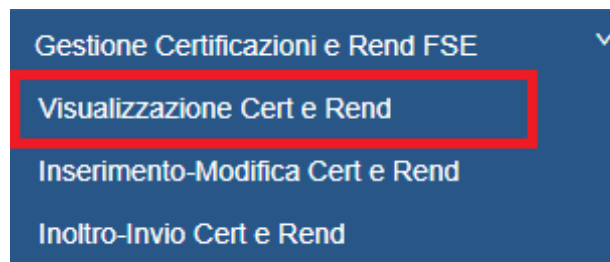 Gestione Certificazioni e Rend FSE
Visualizzazione Cert e Rend
Inserimento-Modifica Cert e Rend
Inoltro-Invio Cert e Rend